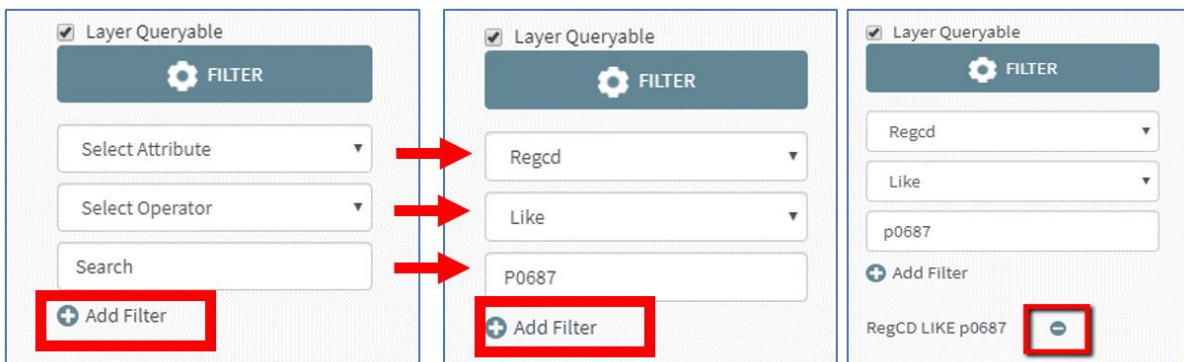 Layer Queryable
FILTER
Select Attribute
Select Operator
Search
Add Filter
Layer Queryable
FILTER
Regcd
Like
P0687
Add Filter
Layer Queryable
FILTER
Regcd
Like
p0687
Add Filter
RegCD LIKE p0687